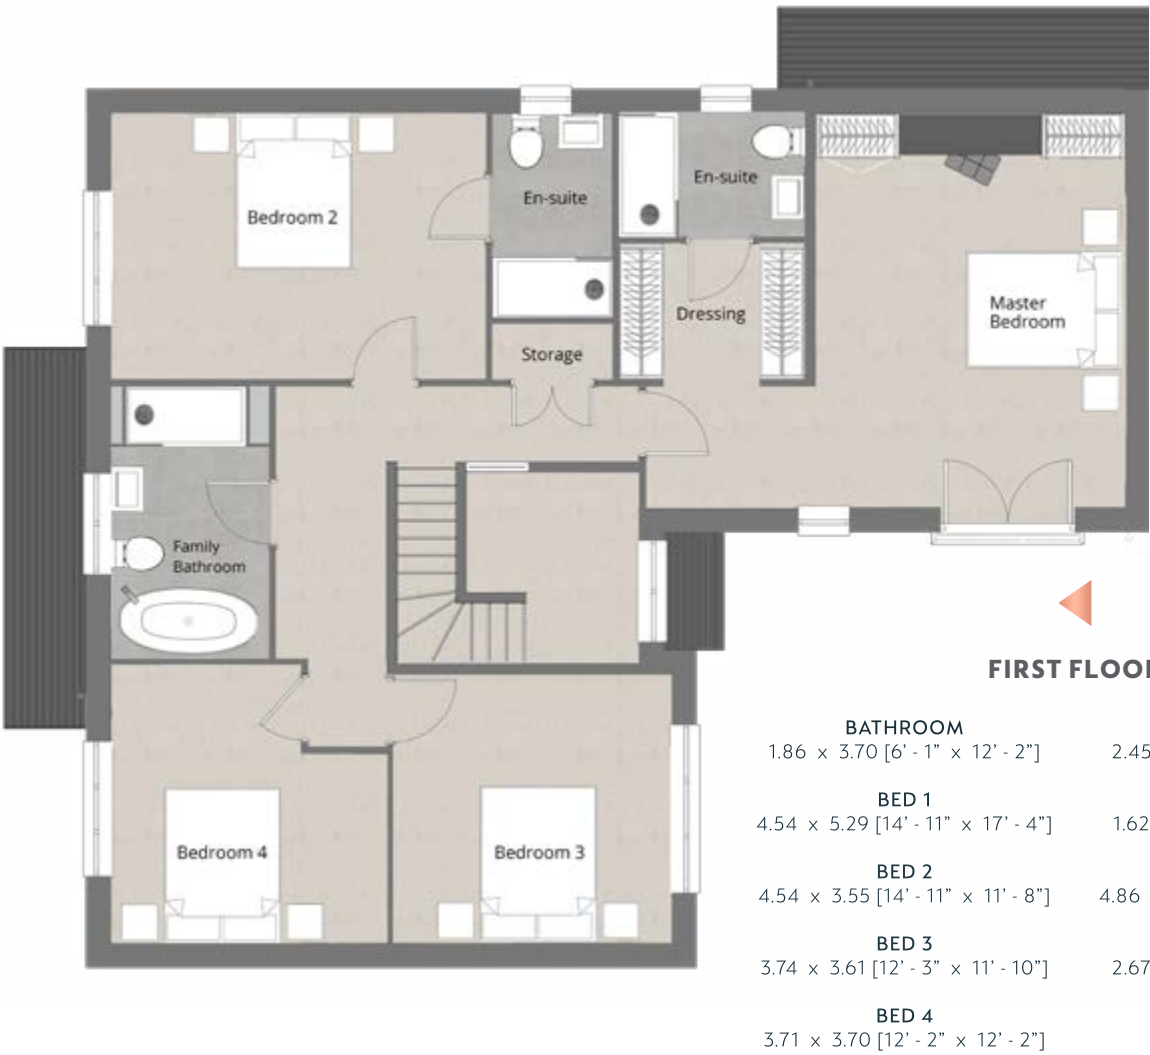 Bedroom 2
En-suite
En-suite
Dressing
Storage
Master
Bedroom
Family
Bathroom
Bedroom 4
Bedroom 3
FIRST FLOO
BATHROOM
1.86 x 3.70 [6’ - 1” x 12’ - 2”]
2.45
BED 1
4.54 x 5.29 [14’ - 11” x 17’ - 4”]
1.62
BED 2
4.54 x 3.55 [14’ - 11” x 11’ - 8”]
4.86
BED 3
3.74 x 3.61 [12’ - 3” x 11’ - 10”]
2.67
BED 4
3.71 x 3.70 [12’ - 2” x 12’ - 2”]